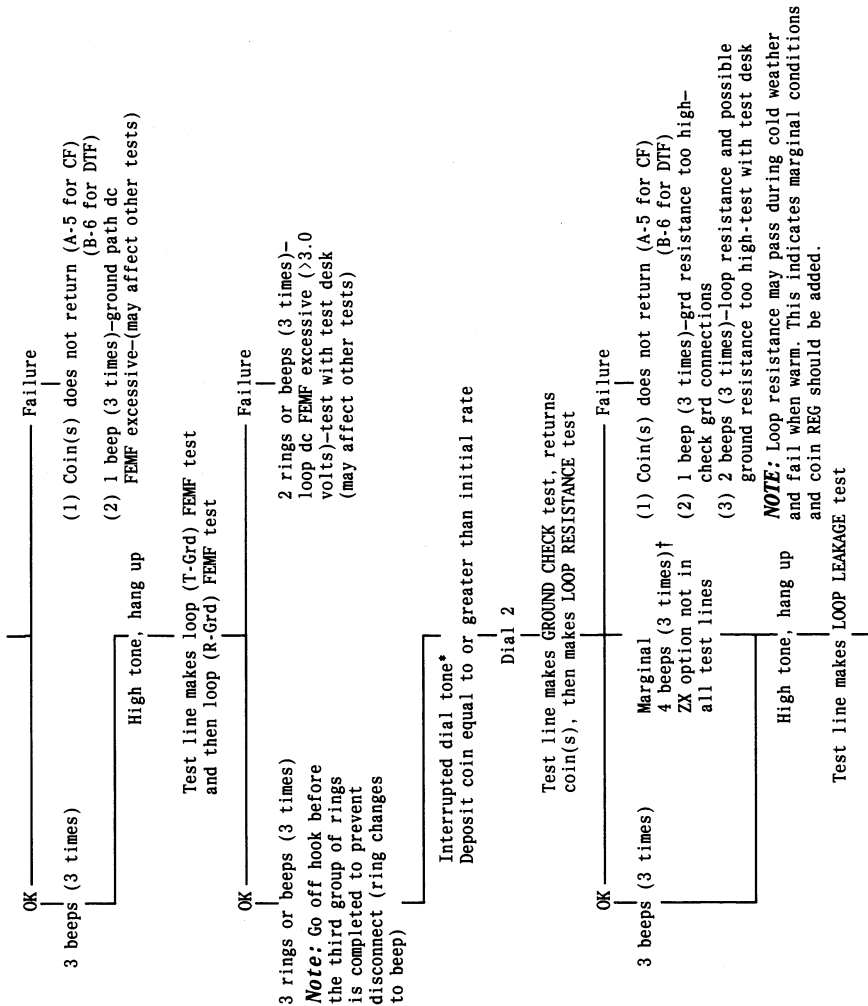 OK
Failure
3 beeps (3 times)
(1) Coin(s) does not return (A-5 for CF)
(B-6 for DTF)
(2) 1 beep (3 times)-ground path dc
FEMF excessive-(may affect other tests)
High tone, hang up
Test line makes loop (T-Grd) FEMF test
and then loop (R-Grd) FEMF test
OK
Failure
3 rings or beeps (3 times)
Note: Go off hook before
the third group of rings
is completed to prevent
disconnect (ring changes
to beep)
2 rings or beeps (3 times)-
loop dc FEMF excessive (>3.0
volts)-test with test desk
(may affect other tests)
Interrupted dial tone*
Deposit coin equal to or greater than initial rate
Dial 2
Test line makes GROUND CHECK test, returns
coin(s), then makes LOOP RESISTANCE test
OK
Failure
3 beeps (3 times)
Marginal
4 beeps (3 times)†
ZX option not in
all test lines
(1) Coin(s) does not return (A-5 for CF)
(B-6 for DTF)
(2) 1 beep (3 times)-grd resistance too high-
check grd connections
(3) 2 beeps (3 times)-loop resistance and possible
ground resistance too high-test with test desk
NOTE: Loop resistance may pass during cold weather
and fail when warm. This indicates marginal conditions
and coin REG should be added.
High tone, hang up
Test line makes LOOP LEAKAGE test